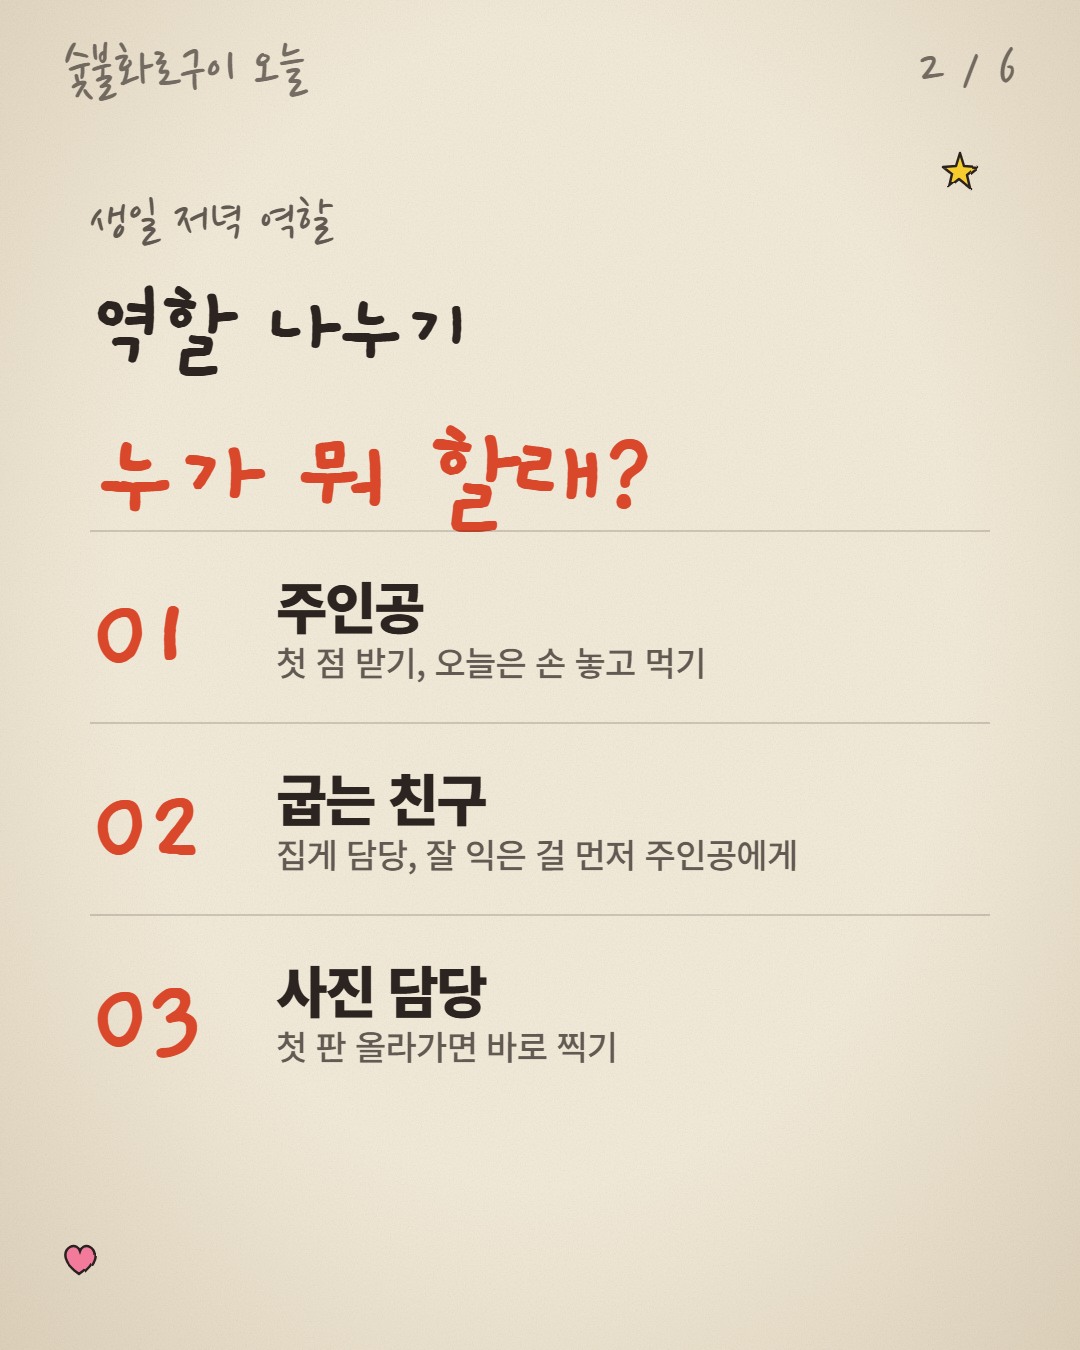 숯불화로구이 오늘
2 / 6
생일 저녁 역할
역할 나누기
누가 뭐 할래?
01
주인공
첫 점 받기, 오늘은 손 놓고 먹기
02
굽는 친구
집게 담당, 잘 익은 걸 먼저 주인공에게
03
사진 담당
첫 판 올라가면 바로 찍기